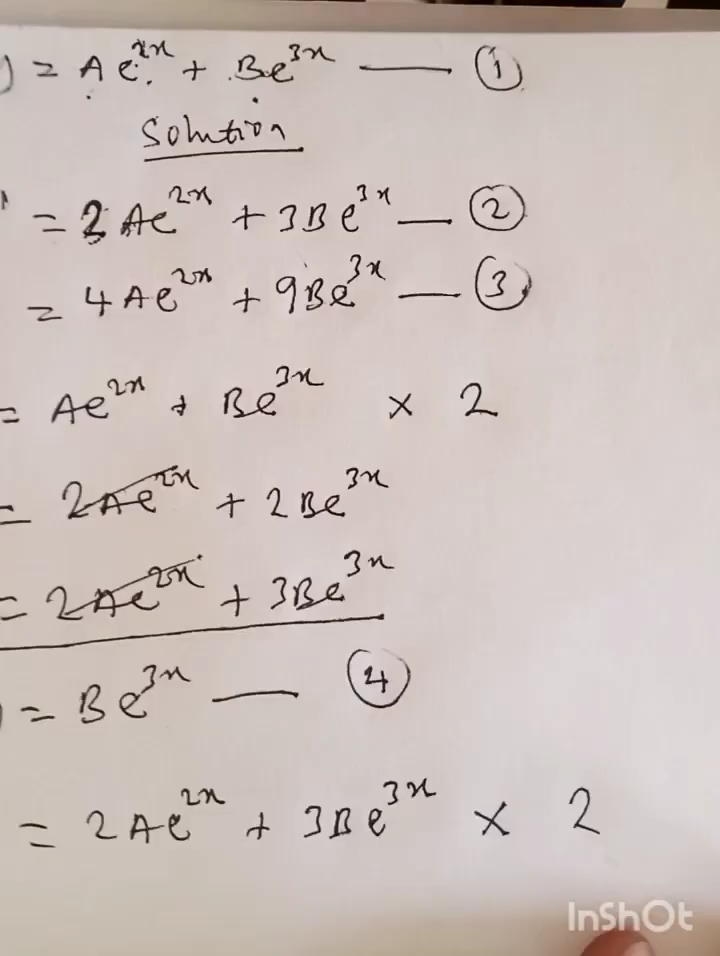 ) = Ae^2x + Be^3x — ①
Solution
' = 2Ae^2x + 3Be^3x — ②
= 4Ae^2x + 9Be^3x — ③
= Ae^2x + Be^3x × 2
= 2Ae^2x + 2Be^3x
= 2Ae^2x + 3Be^3x
) = Be^3x — ④
= 2Ae^2x + 3Be^3x × 2
InShOt